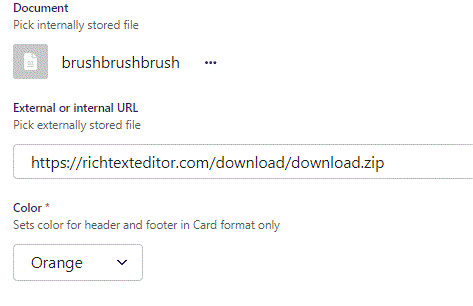 Document
Pick internally stored file
brushbrushbrush
External or internal URL
Pick externally stored file
https://richtexteditor.com/download/download.zip
Color *
Sets color for header and footer in Card format only
Orange